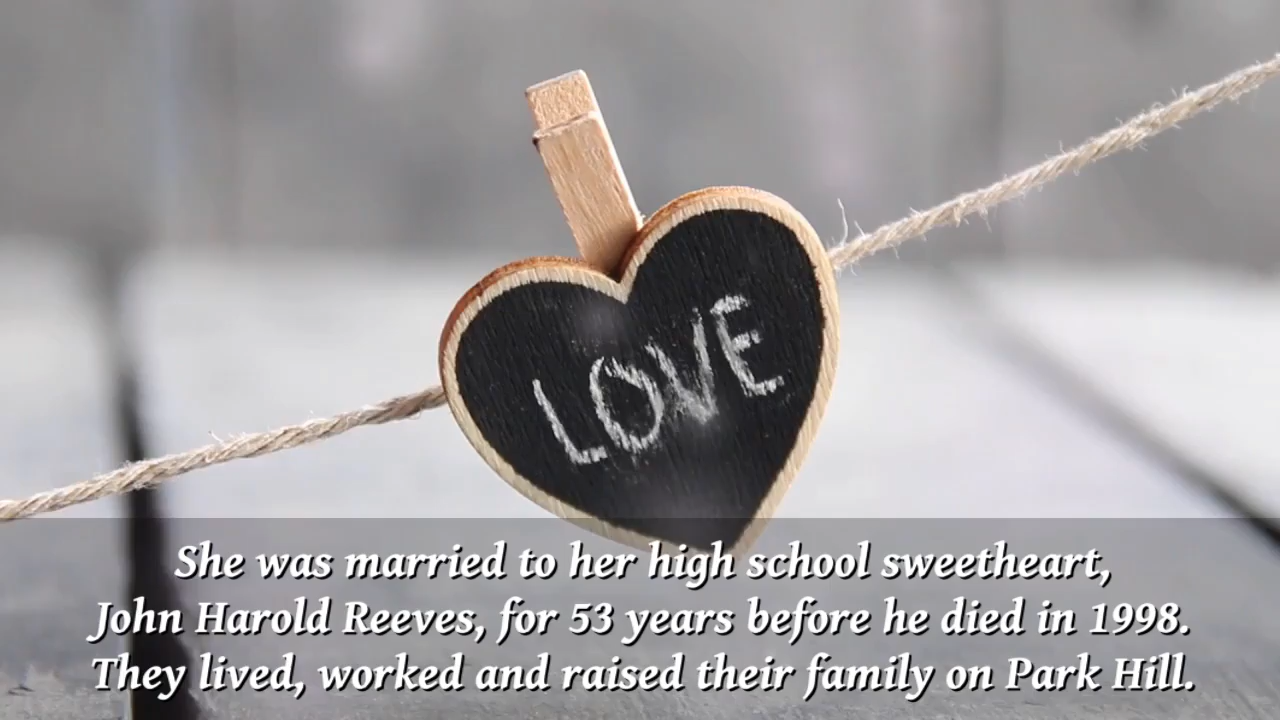 LOVE
She was married to her high school sweetheart,
John Harold Reeves, for 53 years before he died in 1998.
They lived, worked and raised their family on Park Hill.